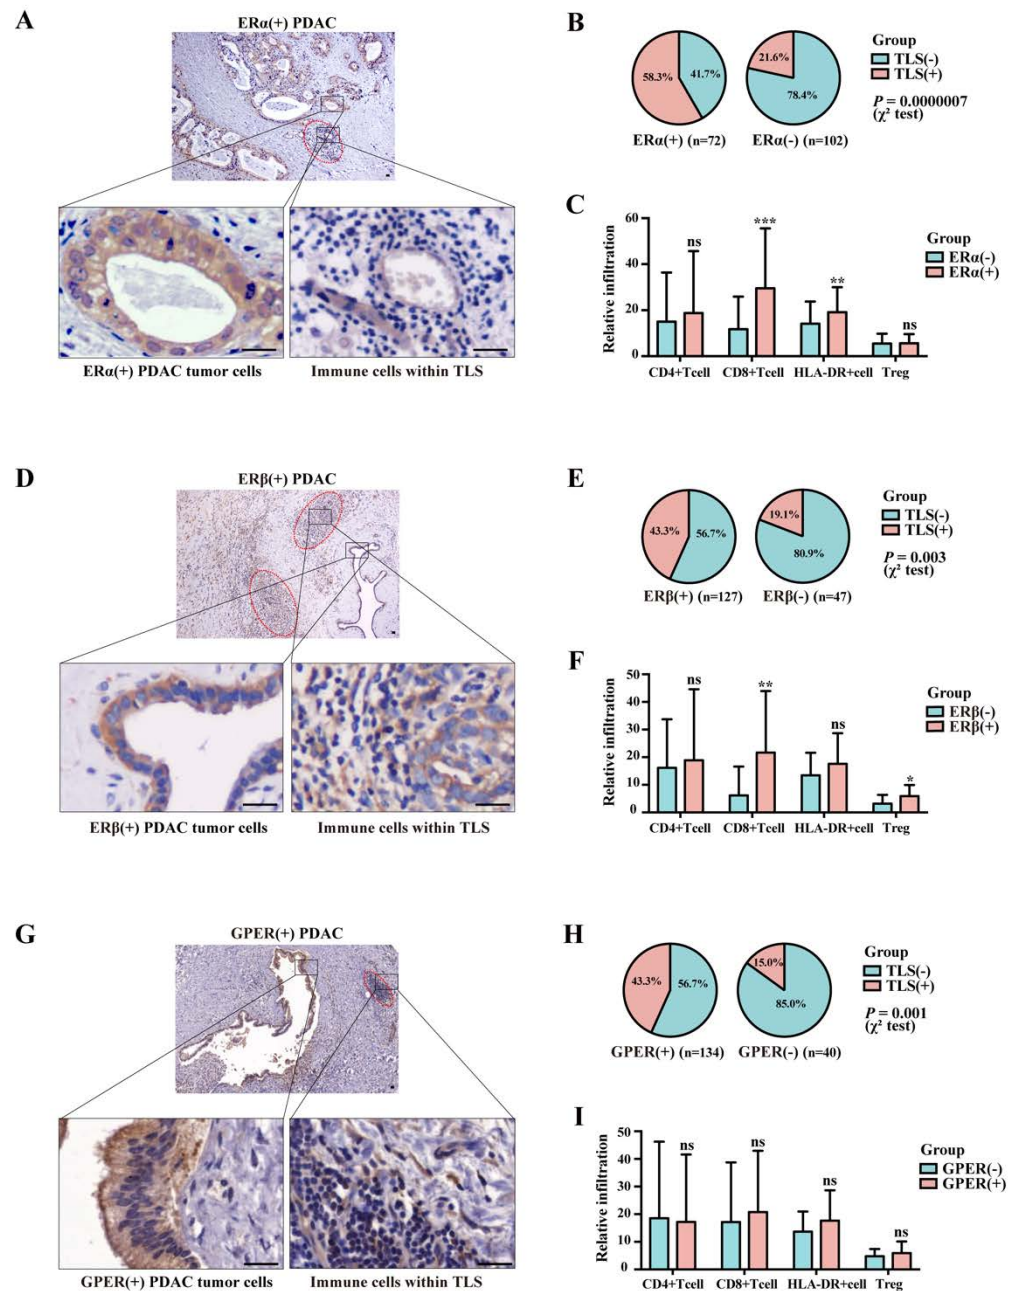 A
ERα(+) PDAC
ERα(+) PDAC tumor cells
Immune cells within TLS
B
58.3%
41.7%
21.6%
78.4%
ERα(+) (n=72)
ERα(-) (n=102)
Group
TLS(-)
TLS(+)
P = 0.0000007
(χ² test)
C
Relative infiltration
60
40
20
0
ns
***
**
ns
CD4+Tcell
CD8+Tcell
HLA-DR+cell
Treg
Group
ERα(-)
ERα(+)
D
ERβ(+) PDAC
ERβ(+) PDAC tumor cells
Immune cells within TLS
E
43.3%
56.7%
19.1%
80.9%
ERβ(+) (n=127)
ERβ(-) (n=47)
Group
TLS(-)
TLS(+)
P = 0.003
(χ² test)
F
Relative infiltration
50
40
30
20
10
0
ns
**
ns
*
CD4+Tcell
CD8+Tcell
HLA-DR+cell
Treg
Group
ERβ(-)
ERβ(+)
G
GPER(+) PDAC
GPER(+) PDAC tumor cells
Immune cells within TLS
H
43.3%
56.7%
15.0%
85.0%
GPER(+) (n=134)
GPER(-) (n=40)
Group
TLS(-)
TLS(+)
P = 0.001
(χ² test)
I
Relative infiltration
50
40
30
20
10
0
ns
ns
ns
ns
CD4+Tcell
CD8+Tcell
HLA-DR+cell
Treg
Group
GPER(-)
GPER(+)